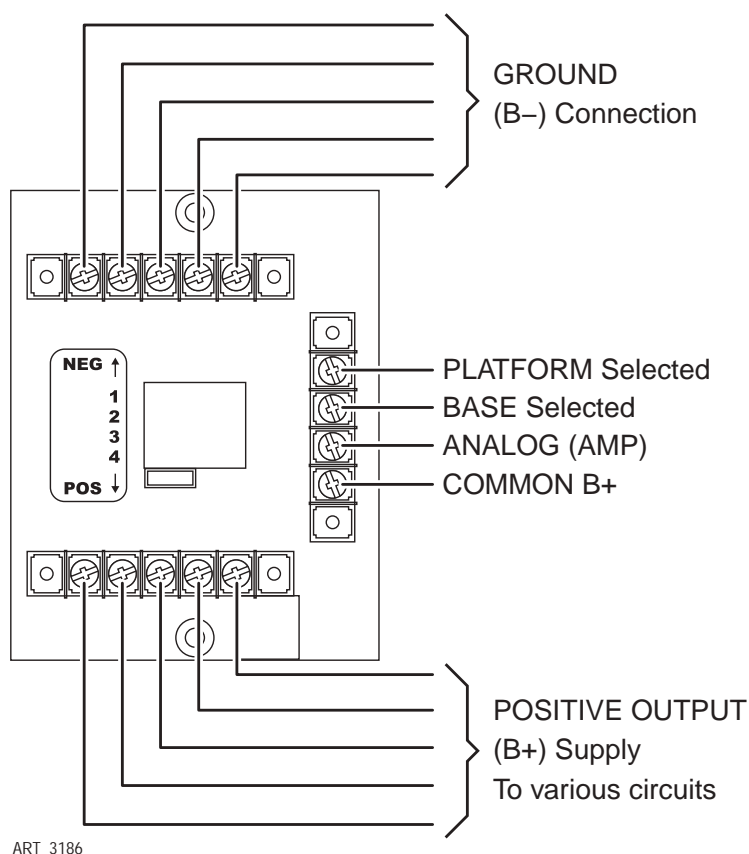 GROUND
(B–) Connection
NEG ↑
1
2
3
4
POS ↓
PLATFORM Selected
BASE Selected
ANALOG (AMP)
COMMON B+
POSITIVE OUTPUT
(B+) Supply
To various circuits
ART 3186